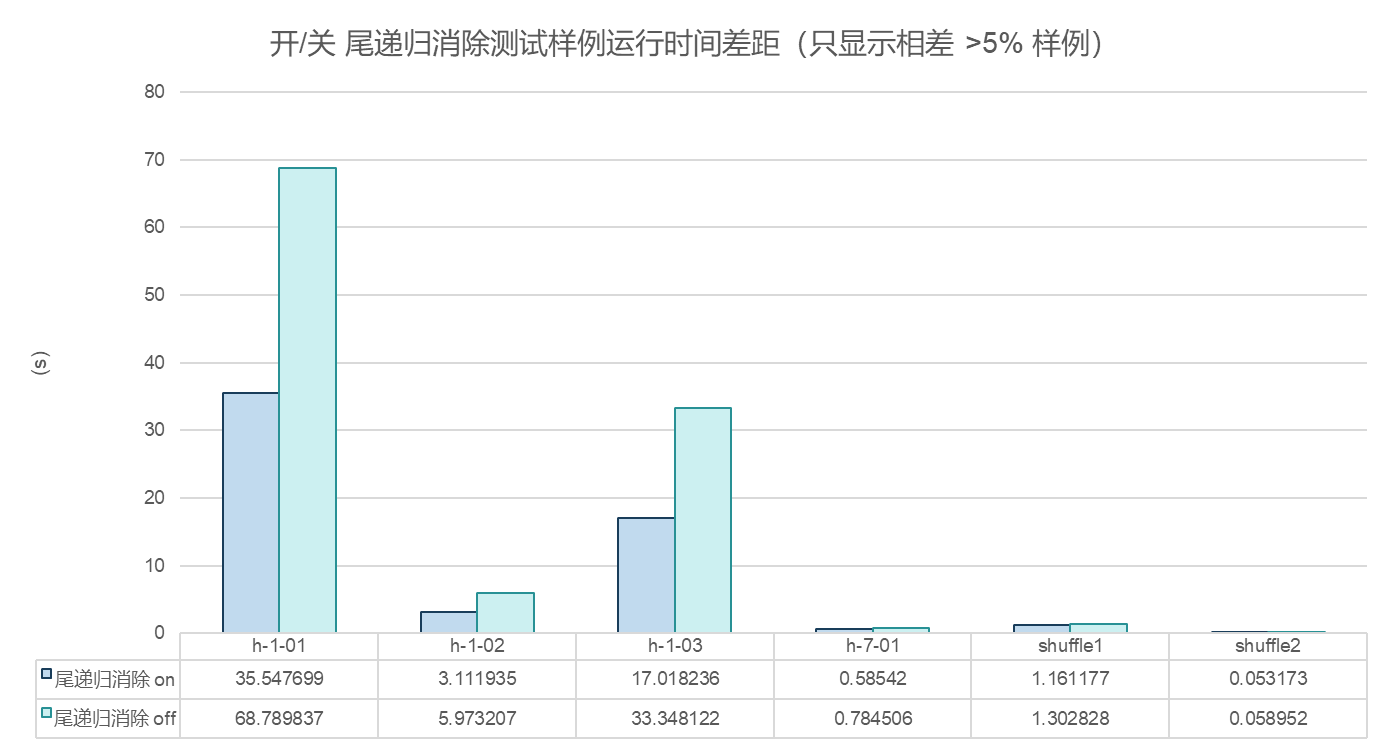 开/关 尾递归消除测试样例运行时间差距（只显示相差 >5% 样例）
80
70
60
50
40
30
20
10
0
(s)
h-1-01 h-1-02 h-1-03 h-7-01 shuffle1 shuffle2
尾递归消除 on 35.547699 3.111935 17.018236 0.58542 1.161177 0.053173
尾递归消除 off 68.789837 5.973207 33.348122 0.784506 1.302828 0.058952